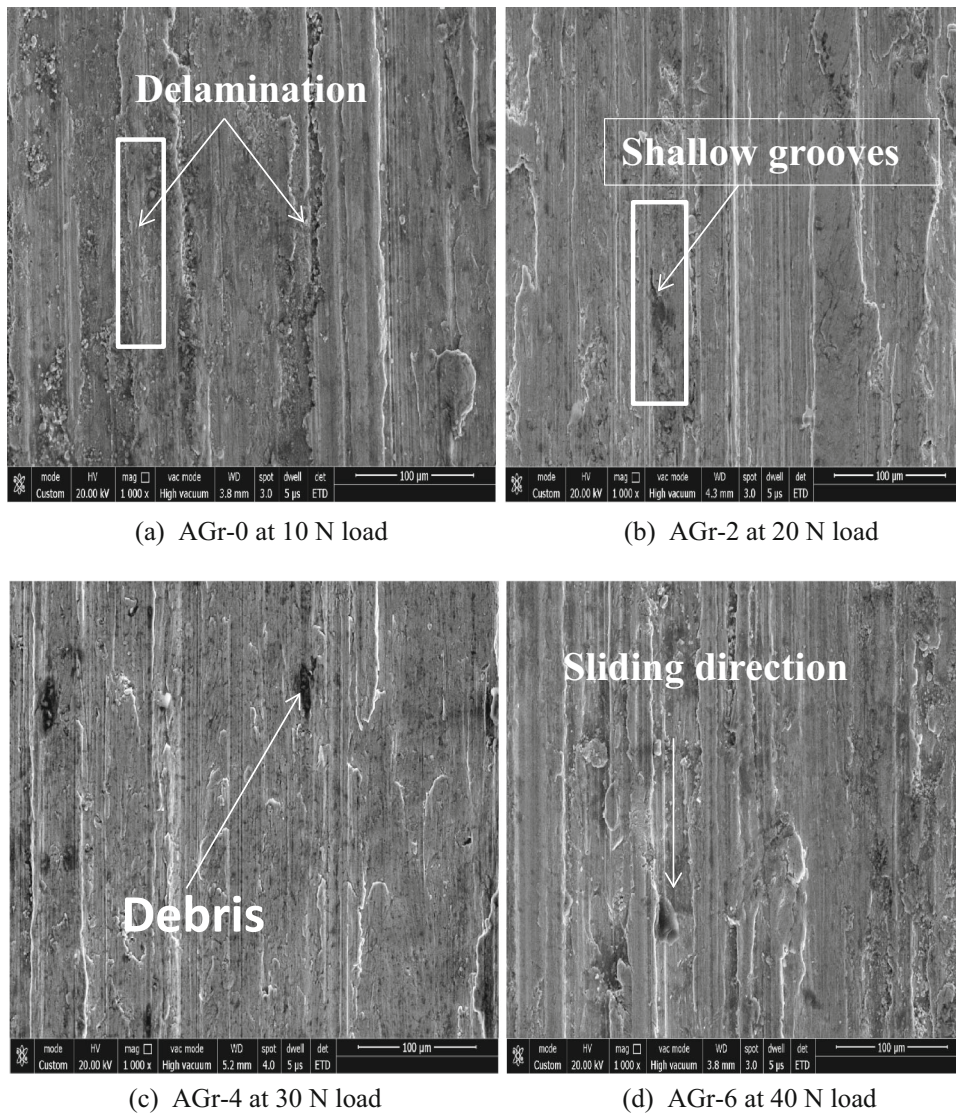 Delamination
mode HV mag □ vac mode WD spot dwell det
Custom 20.00 kV 1 000 x High vacuum 3.8 mm 3.0 5 µs ETD
100 µm
(a) AGr-0 at 10 N load
Shallow grooves
mode HV mag □ vac mode WD spot dwell det
Custom 20.00 kV 1 000 x High vacuum 4.3 mm 3.0 5 µs ETD
100 µm
(b) AGr-2 at 20 N load
Debris
mode HV mag □ vac mode WD spot dwell det
Custom 20.00 kV 1 000 x High vacuum 5.2 mm 4.0 5 µs ETD
100 µm
(c) AGr-4 at 30 N load
Sliding direction
mode HV mag □ vac mode WD spot dwell det
Custom 20.00 kV 1 000 x High vacuum 3.8 mm 3.0 5 µs ETD
100 µm
(d) AGr-6 at 40 N load